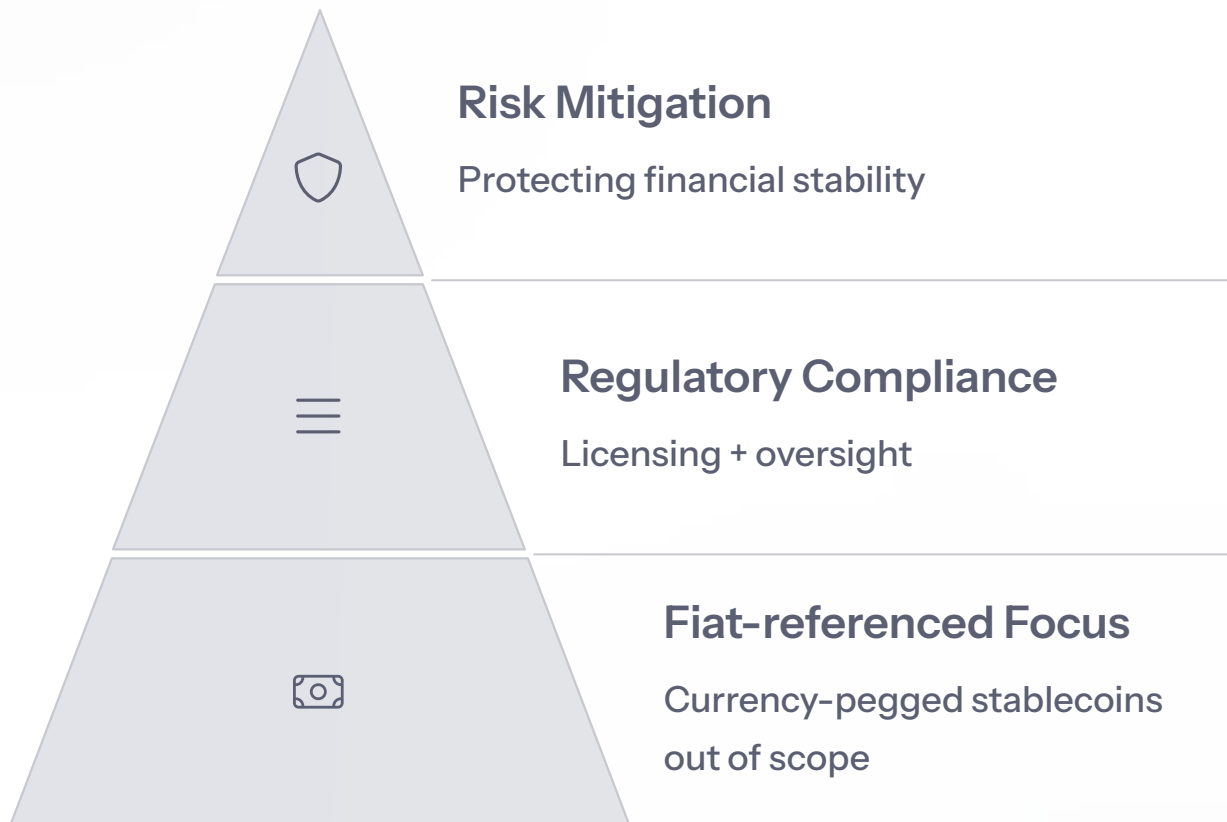 Risk Mitigation
Protecting financial stability
Regulatory Compliance
Licensing + oversight
Fiat-referenced Focus
Currency-pegged stablecoins
out of scope